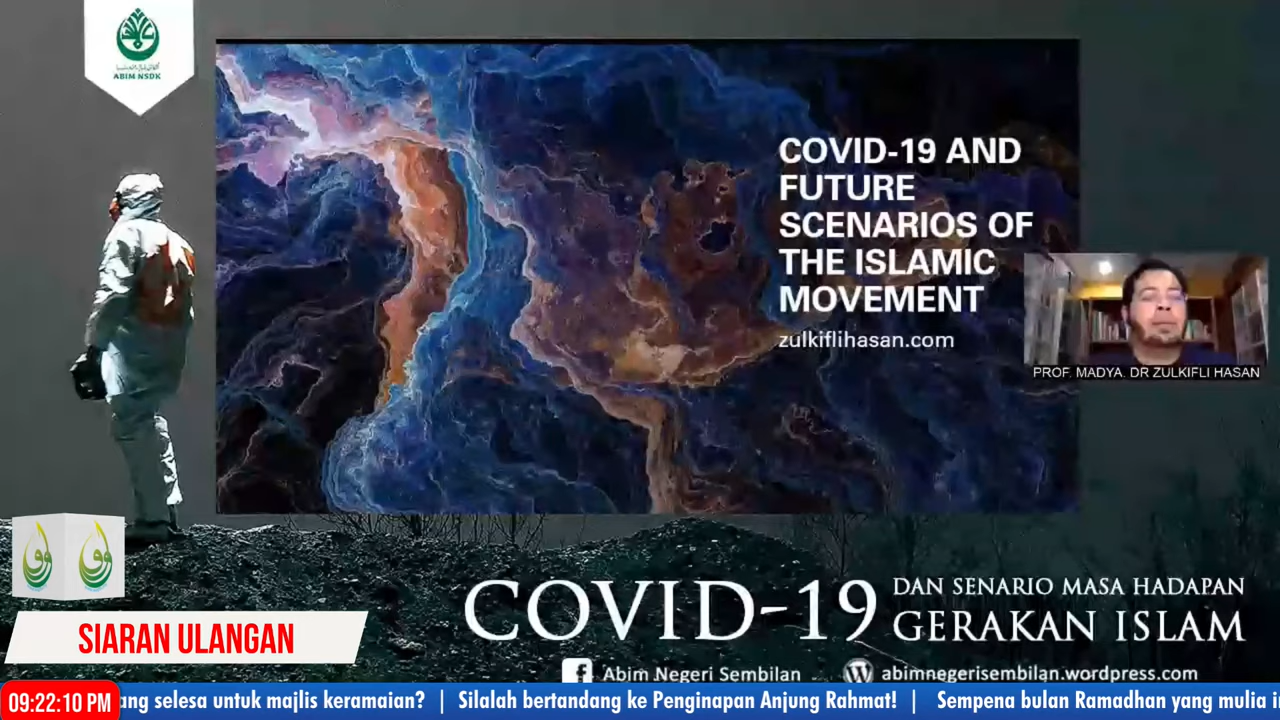 ABIM NSDK
COVID-19 AND
FUTURE
SCENARIOS OF
THE ISLAMIC
MOVEMENT
zulkiflihasan.com
PROF. MADYA. DR ZULKIFLI HASAN
COVID-19
DAN SENARIO MASA HADAPAN
GERAKAN ISLAM
SIARAN ULANGAN
Abim Negeri Sembilan
abimnegerisembilan.wordpress.com
09:22:10 PM
ang selesa untuk majlis keramaian? | Silalah bertandang ke Penginapan Anjung Rahmat! | Sempena bulan Ramadhan yang mulia i